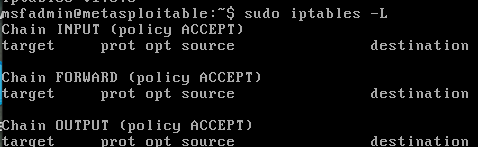 msfadmin@metasploitable:~$ sudo iptables -L
Chain INPUT (policy ACCEPT)
target     prot opt source               destination
Chain FORWARD (policy ACCEPT)
target     prot opt source               destination
Chain OUTPUT (policy ACCEPT)
target     prot opt source               destination